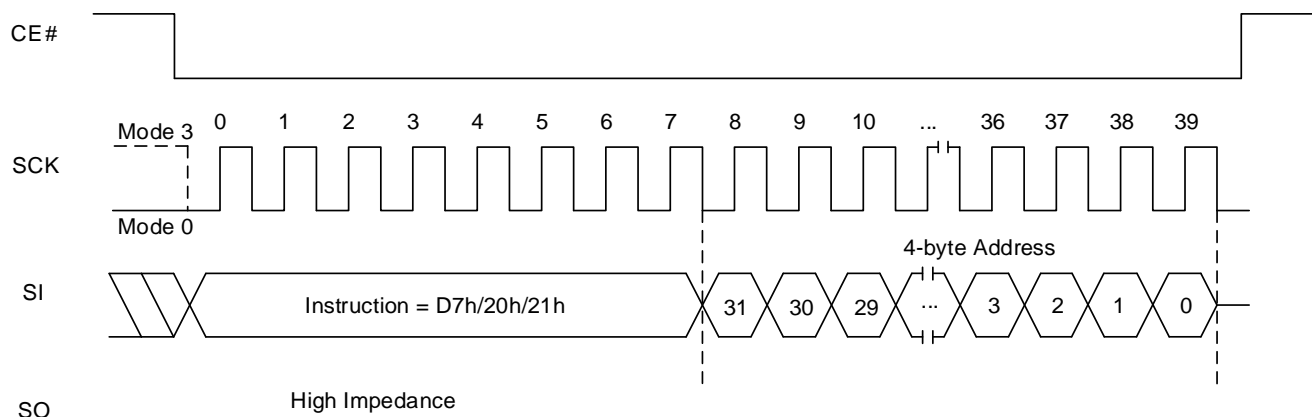 CE#
Mode 3
0 1 2 3 4 5 6 7 8 9 10 ... 36 37 38 39
SCK
Mode 0
4-byte Address
SI
Instruction = D7h/20h/21h 31 30 29 ... 3 2 1 0
High Impedance
SO